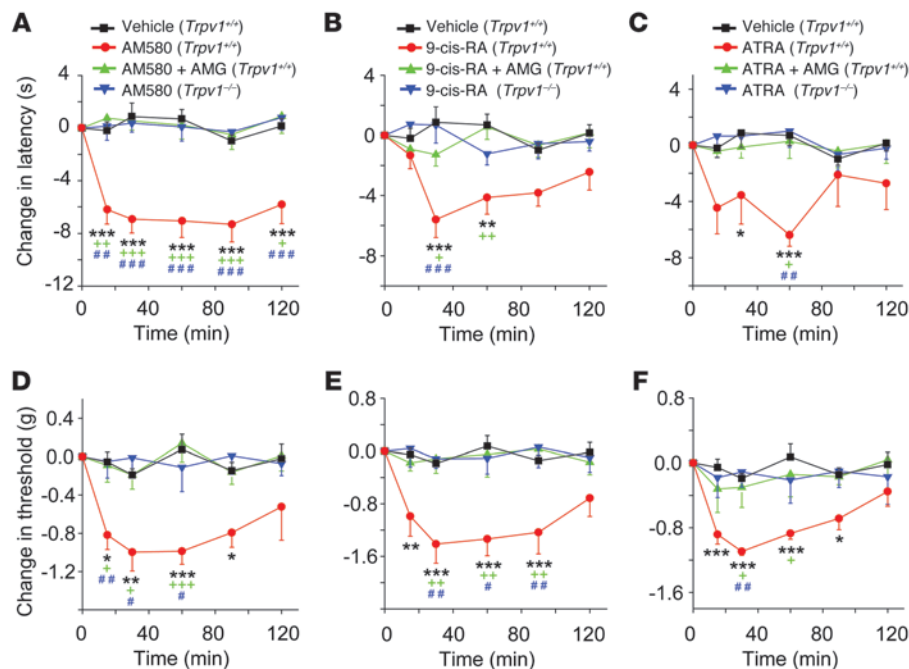 A
Vehicle (Trpv1+/+)
AM580 (Trpv1+/+)
AM580 + AMG (Trpv1+/+)
AM580 (Trpv1−/−)
Change in latency (s)
4
0
-4
-8
-12
***
++
##
***
+++
###
***
+++
###
***
+++
###
***
+
###
0 40 80 120
Time (min)
B
Vehicle (Trpv1+/+)
9-cis-RA (Trpv1+/+)
9-cis-RA + AMG (Trpv1+/+)
9-cis-RA (Trpv1−/−)
4
0
-4
-8
***
+
###
**
++
0 40 80 120
Time (min)
C
Vehicle (Trpv1+/+)
ATRA (Trpv1+/+)
ATRA + AMG (Trpv1+/+)
ATRA (Trpv1−/−)
4
0
-4
-8
*
***
+
##
0 40 80 120
Time (min)
D
Change in threshold (g)
0.4
0.0
-0.4
-0.8
-1.2
*
+
##
**
+
#
***
+++
#
*
0 40 80 120
Time (min)
E
0.8
0.0
-0.8
-1.6
**
***
++
##
***
++
#
***
++
##
0 40 80 120
Time (min)
F
0.8
0.0
-0.8
-1.6
***
***
+
##
***
+
*
0 40 80 120
Time (min)